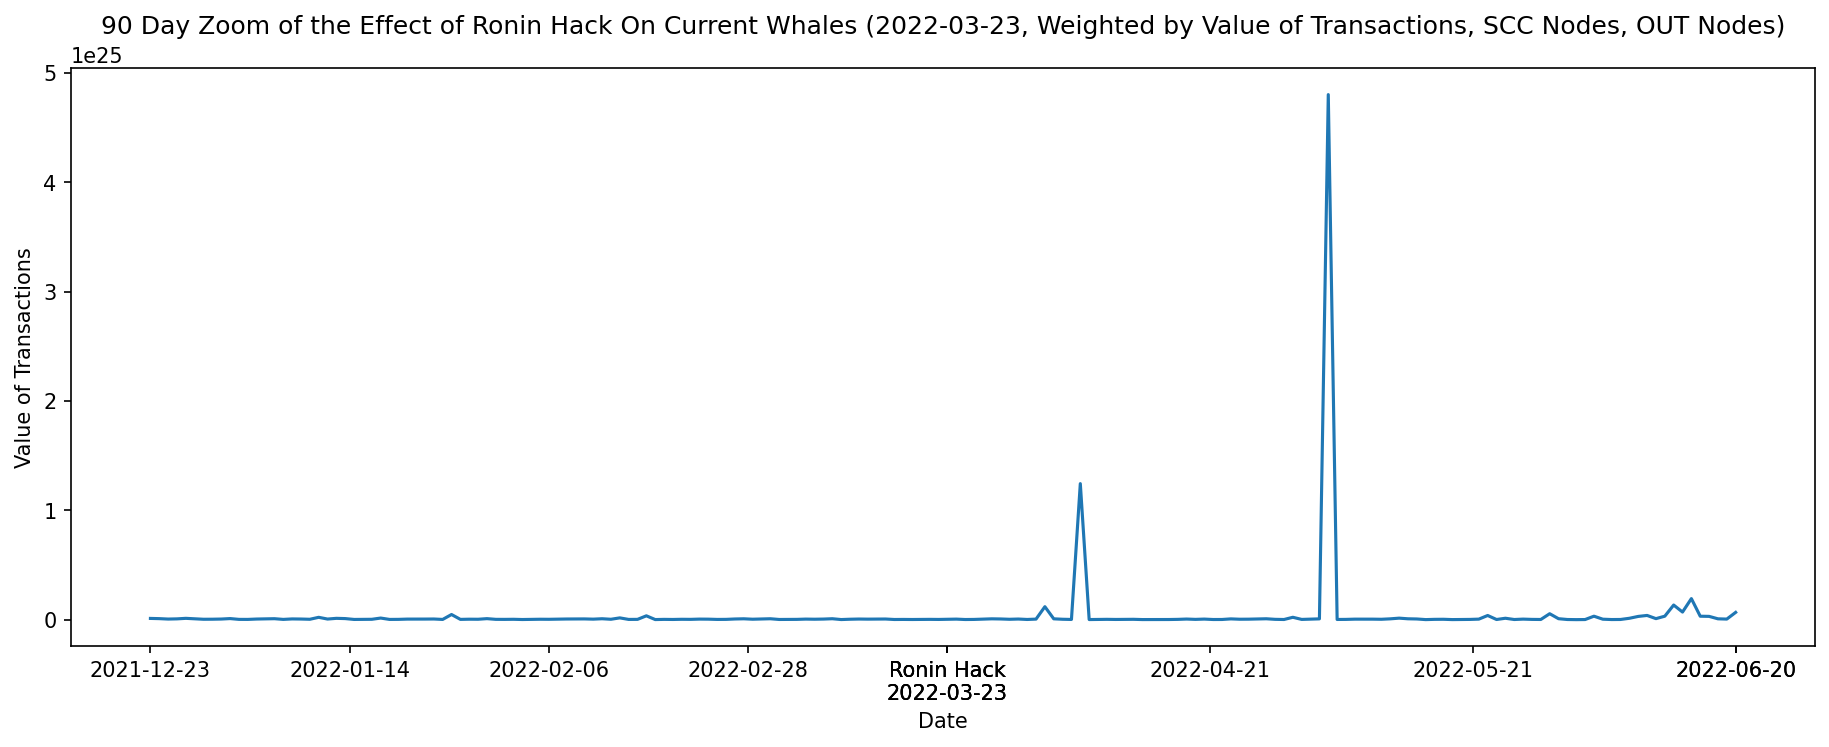 90 Day Zoom of the Effect of Ronin Hack On Current Whales (2022-03-23, Weighted by Value of Transactions, SCC Nodes, OUT Nodes)
1e25
5
4
3
2
1
0
Value of Transactions
2021-12-23
2022-01-14
2022-02-06
2022-02-28
Ronin Hack
2022-03-23
2022-04-21
2022-05-21
2022-06-20
Date